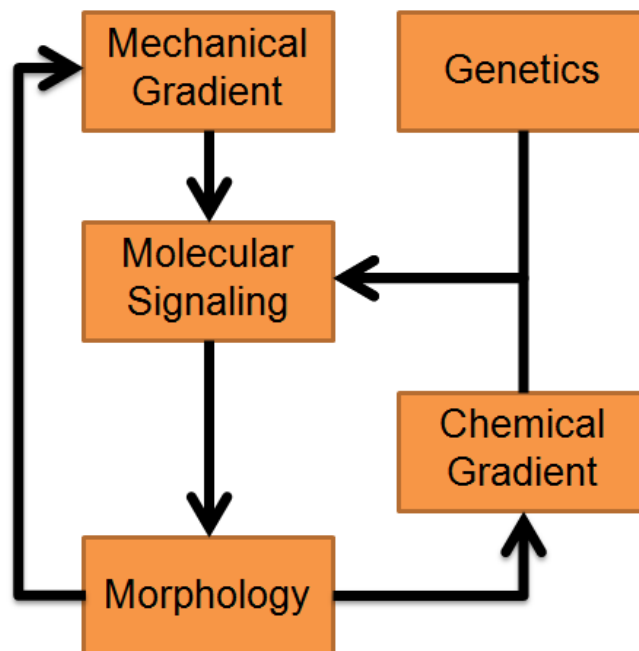 Mechanical
Gradient
Genetics
Molecular
Signaling
Chemical
Gradient
Morphology